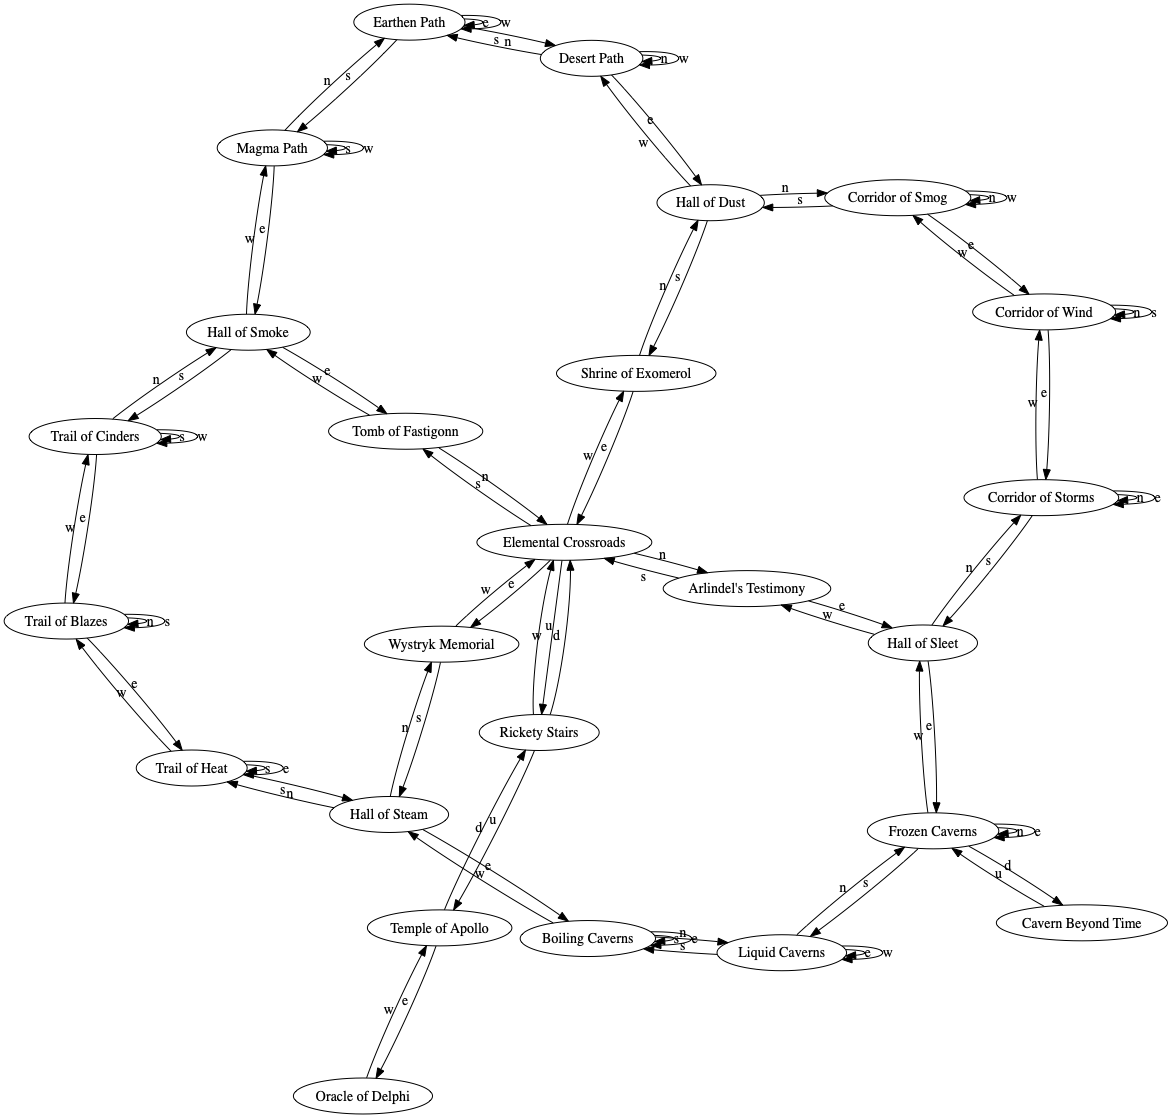 Earthen Path
e
w
s
n
Desert Path
n
w
n
s
e
w
Magma Path
s
w
Hall of Dust
n
s
Corridor of Smog
n
w
w
e
n
s
w
e
Corridor of Wind
n
s
Hall of Smoke
w
e
Shrine of Exomerol
n
s
w
e
w
e
Trail of Cinders
s
w
Tomb of Fastigonn
s
n
w
e
Corridor of Storms
n
e
w
e
Elemental Crossroads
n
s
Arlindel's Testimony
n
s
w
e
w
u
d
e
w
Trail of Blazes
n
s
Wystryk Memorial
Hall of Sleet
w
e
n
s
Rickety Stairs
w
e
Trail of Heat
s
e
s
n
Hall of Steam
d
u
Frozen Caverns
n
e
w
e
n
s
u
d
Temple of Apollo
Boiling Caverns
s
e
n
s
Liquid Caverns
e
w
Cavern Beyond Time
w
e
Oracle of Delphi